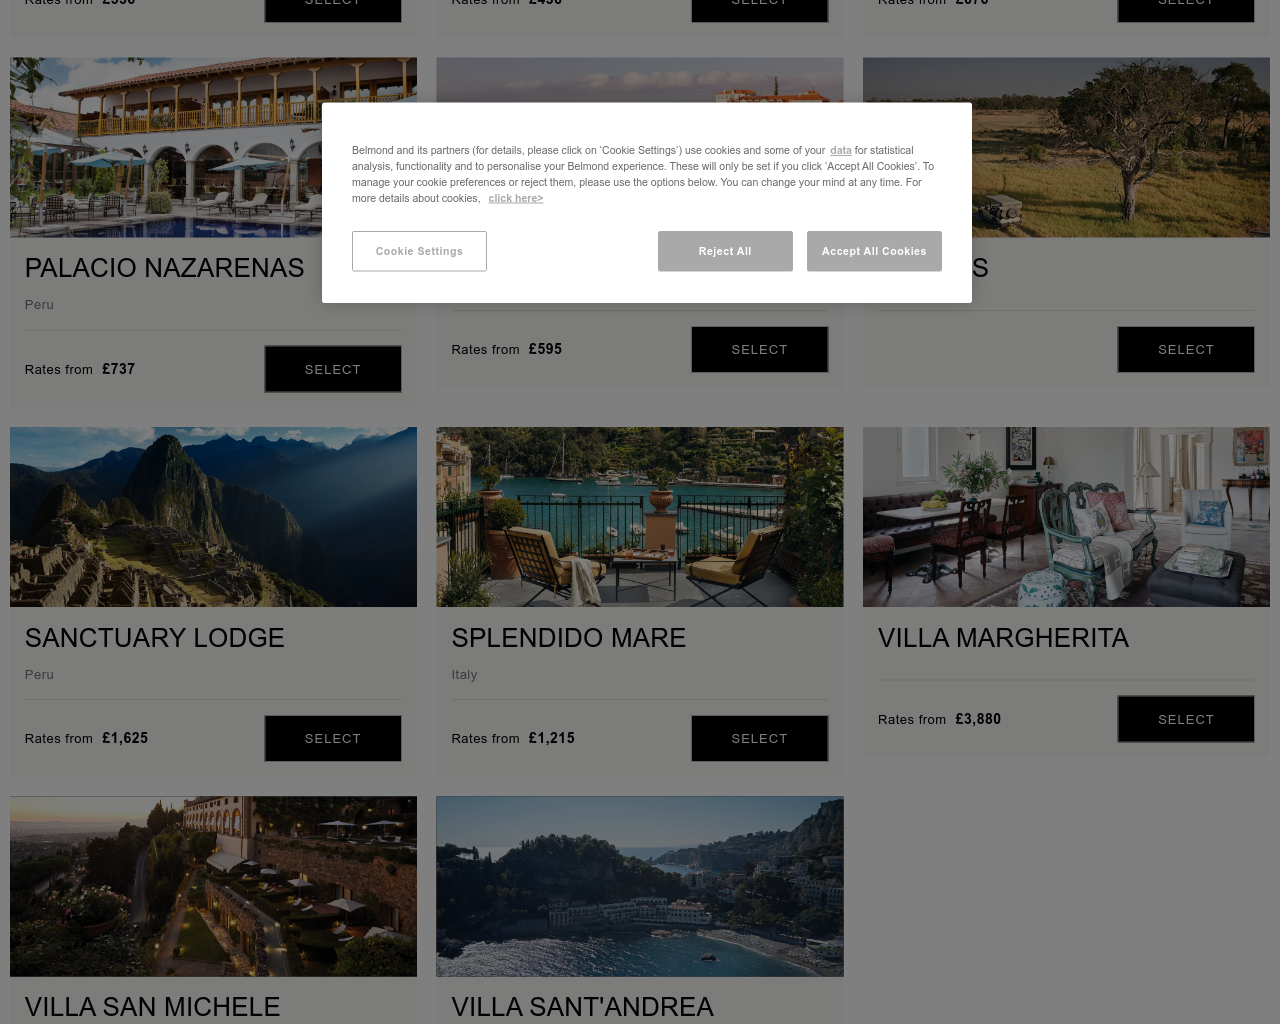 Rates from £550 SELECT
Rates from £430 SELECT
Rates from £670 SELECT
Belmond and its partners (for details, please click on ‘Cookie Settings’) use cookies and some of your data for statistical
analysis, functionality and to personalise your Belmond experience. These will only be set if you click ‘Accept All Cookies’. To
manage your cookie preferences or reject them, please use the options below. You can change your mind at any time. For
more details about cookies, click here>
Cookie Settings
Reject All
Accept All Cookies
PALACIO NAZARENAS
Peru
Rates from £737
SELECT
Rates from £595
SELECT
SELECT
SANCTUARY LODGE
Peru
Rates from £1,625
SELECT
SPLENDIDO MARE
Italy
Rates from £1,215
SELECT
VILLA MARGHERITA
Rates from £3,880
SELECT
VILLA SAN MICHELE
VILLA SANT'ANDREA